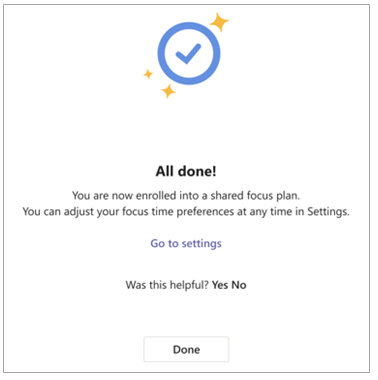 All done!
You are now enrolled into a shared focus plan.
You can adjust your focus time preferences at any time in Settings.
Go to settings
Was this helpful? Yes No
Done